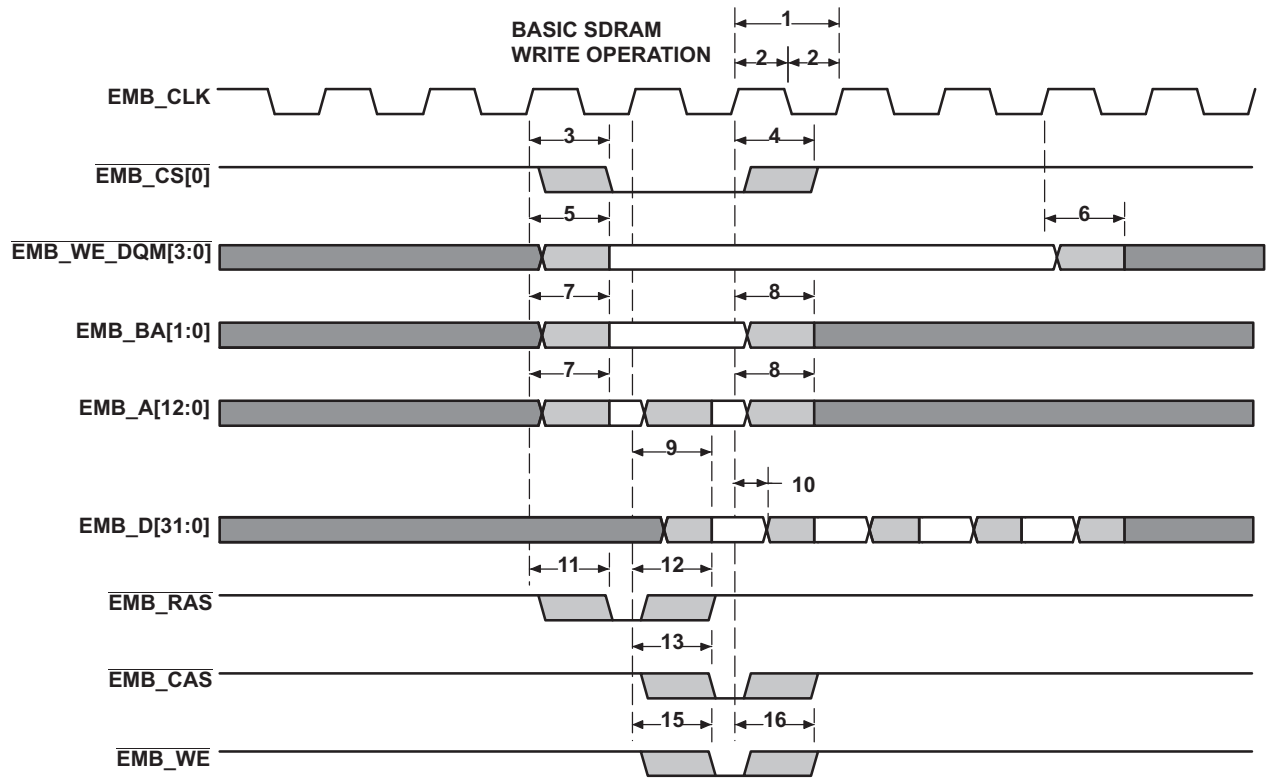 BASIC SDRAM
WRITE OPERATION
1
2 2
EMB_CLK
3 4
EMB_CS[0]
5 6
EMB_WE_DQM[3:0]
7 8
EMB_BA[1:0]
7 8
EMB_A[12:0]
9
10
EMB_D[31:0]
11 12
EMB_RAS
13
EMB_CAS
15 16
EMB_WE